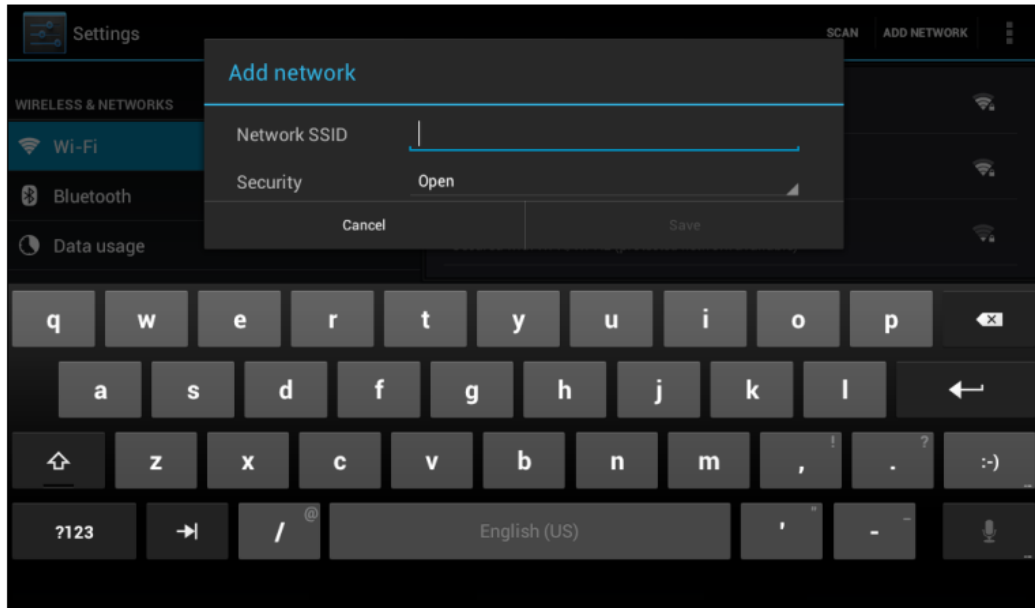 Settings
SCAN ADD NETWORK
Add network
WIRELESS & NETWORKS
Network SSID
Wi-Fi
Security Open
Bluetooth
Cancel Save
Data usage
q w e r t y u i o p
a s d f g h j k l
z x c v b n m , ! . ? :-)
?123 / @ English (US) ' " - _